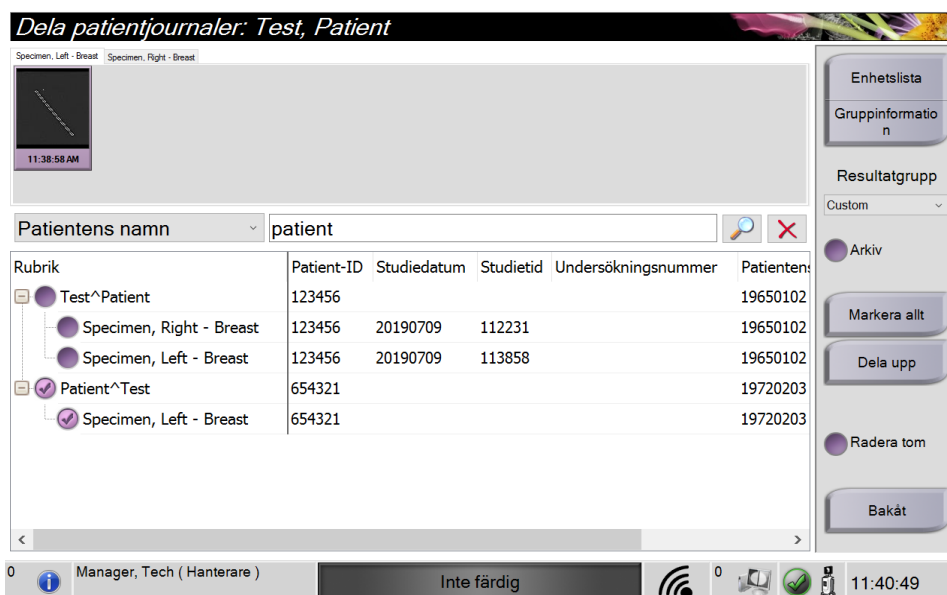 Dela patientjournaler: Test, Patient
Specimen, Left - Breast Specimen, Right - Breast
11:38:58 AM
Enhetslista
Gruppinformatio
n
Resultatgrupp
Custom
Arkiv
Markera allt
Dela upp
Radera tom
Bakåt
Patientens namn patient
Rubrik Patient-ID Studiedatum Studietid Undersökningsnummer Patientens
Test^Patient 123456 19650102
Specimen, Right - Breast 123456 20190709 112231 19650102
Specimen, Left - Breast 123456 20190709 113858 19650102
Patient^Test 654321 19720203
Specimen, Left - Breast 654321 19720203
0 Manager, Tech ( Hanterare ) Inte färdig 0 11:40:49